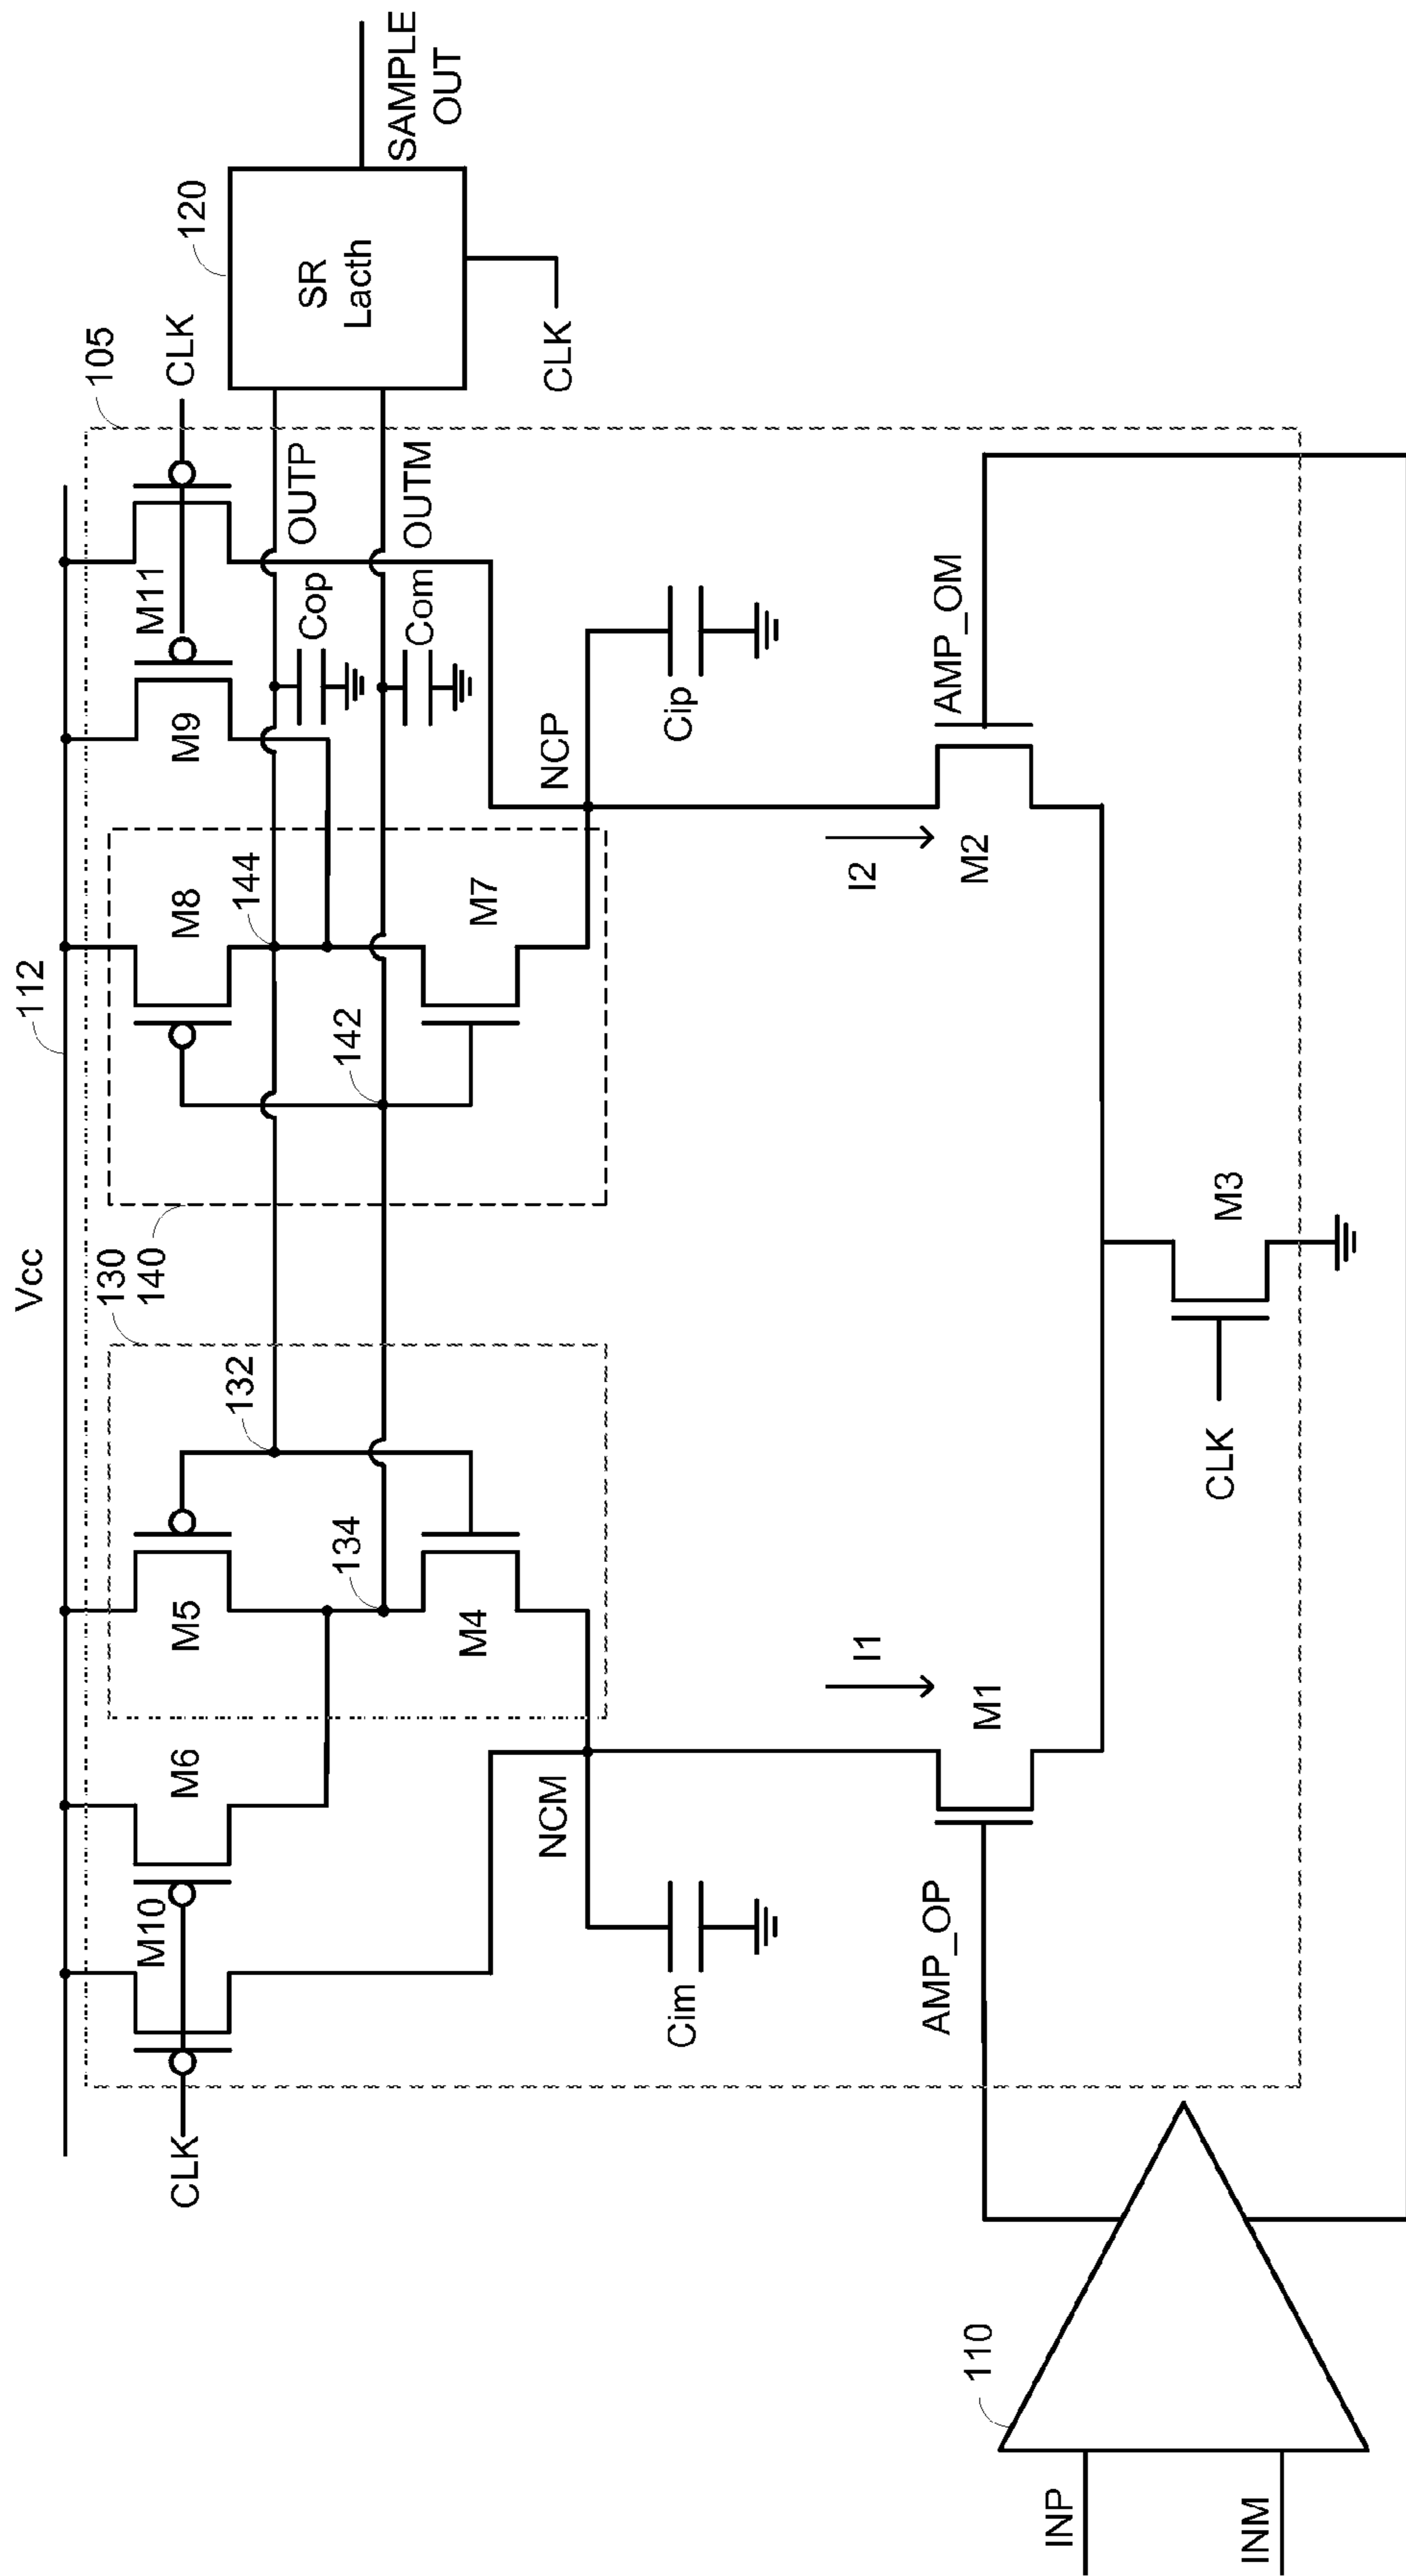 Vcc
112
105
130
140
120
CLK
M10
M6
M5
132
134
M4
M8
144
142
M7
M9
M11
CLK
OUTP
OUTM
Cop
Com
SR
Lacth
CLK
SAMPLE
OUT
NCM
Cim
NCP
Cip
I1
I2
AMP_OP
M1
M2
AMP_OM
CLK
M3
110
INP
INM